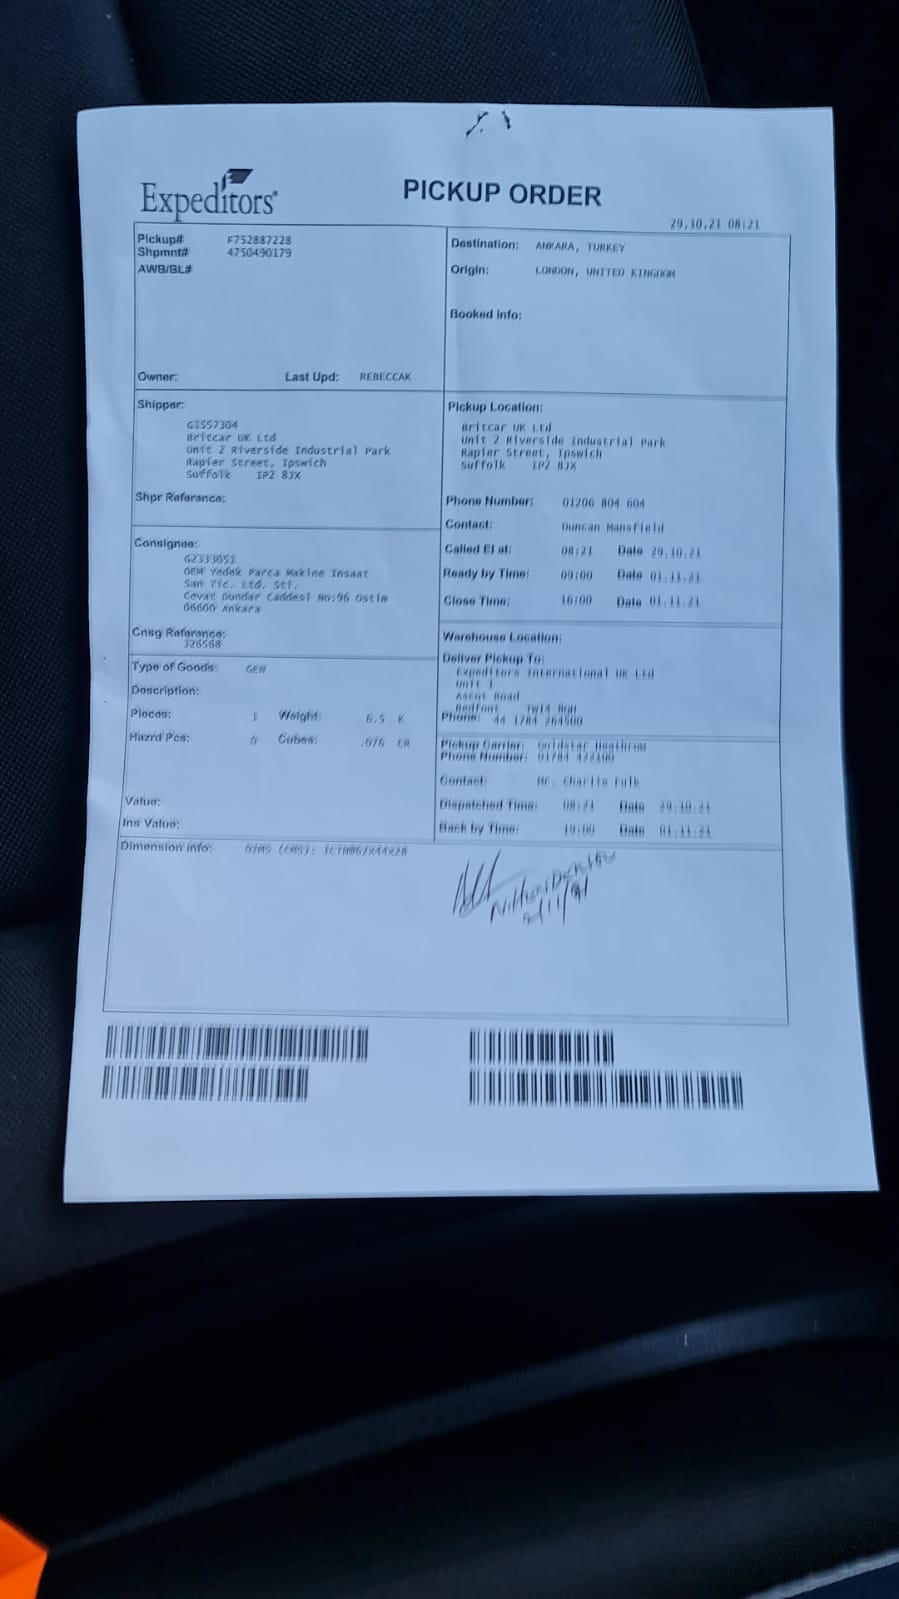 Expeditors®
PICKUP ORDER
29.10.21 08:21
Pickup# F752887228
Shpmnt# 4750490179
AWB/BL#
Owner: Last Upd: REBECCAK
Destination: ANKARA, TURKEY
Origin: LONDON, UNITED KINGDOM
Booked info:
Shipper:
G1557304
Britcar UK Ltd
Unit 2 Riverside Industrial Park
Rapier Street, Ipswich
Suffolk IP2 8JX
Shpr Reference:
Pickup Location:
Britcar UK Ltd
Unit 2 Riverside Industrial Park
Rapier Street, Ipswich
Suffolk IP2 8JX
Phone Number: 01206 804 604
Contact: Duncan Mansfield
Called EI at: 08:21 Date 29.10.21
Ready by Time: 09:00 Date 01.11.21
Close Time: 16:00 Date 01.11.21
Consignee:
G2333051
OEM Yedek Parca Makine Insaat
San Tic. Ltd. Sti.
Cevat Dundar Caddesi No:96 Ostim
06600 Ankara
Cnsg Reference:
326568
Warehouse Location:
Deliver Pickup To:
Expeditors International UK Ltd
Unit 1
Ascot Road
Bedfont TW14 8QH
Phone: 44 1784 264500
Type of Goods: GEN
Description:
Pieces: 1 Weight: 6.5 K
Hazrd Pcs: 0 Cubes: .076 CR
Value:
Ins Value:
Pickup Carrier: Goldstar Heathrow
Phone Number: 01784
Contact: Mr. Charlie Fulk
Dispatched Time: 08:21 Date 29.10.21
Back by Time: Date 01.11.21
Dimension info: DIMS (CMS): 1CTN@62X44X28